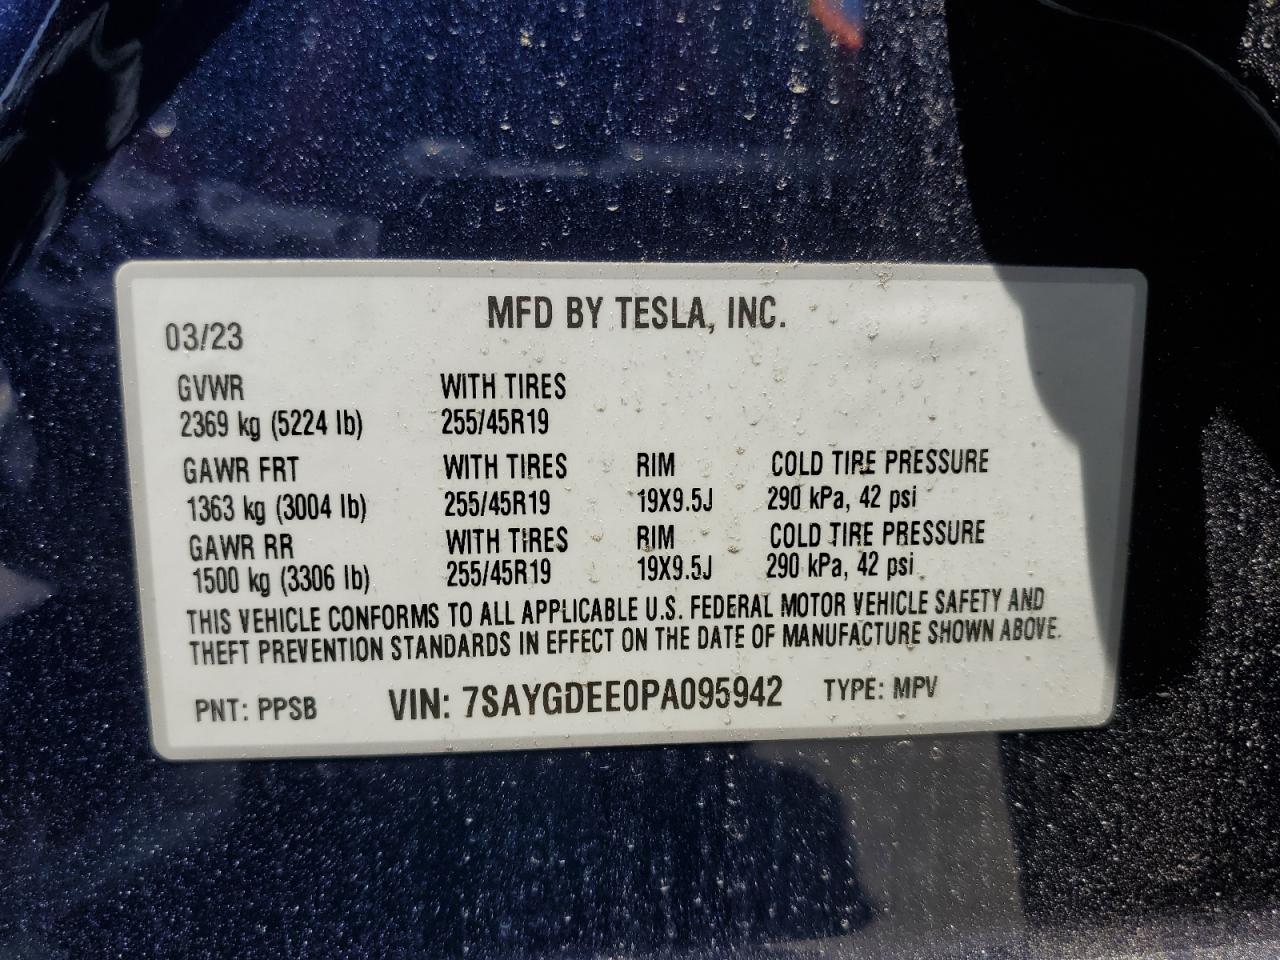 MFD BY TESLA, INC.
03/23
GVWR WITH TIRES
2369 kg (5224 lb) 255/45R19
GAWR FRT WITH TIRES RIM COLD TIRE PRESSURE
1363 kg (3004 lb) 255/45R19 19X9.5J 290 kPa, 42 psi
GAWR RR WITH TIRES RIM COLD TIRE PRESSURE
1500 kg (3306 lb) 255/45R19 19X9.5J 290 kPa, 42 psi
THIS VEHICLE CONFORMS TO ALL APPLICABLE U.S. FEDERAL MOTOR VEHICLE SAFETY AND
THEFT PREVENTION STANDARDS IN EFFECT ON THE DATE OF MANUFACTURE SHOWN ABOVE.
PNT: PPSB VIN: 7SAYGDEE0PA095942 TYPE: MPV